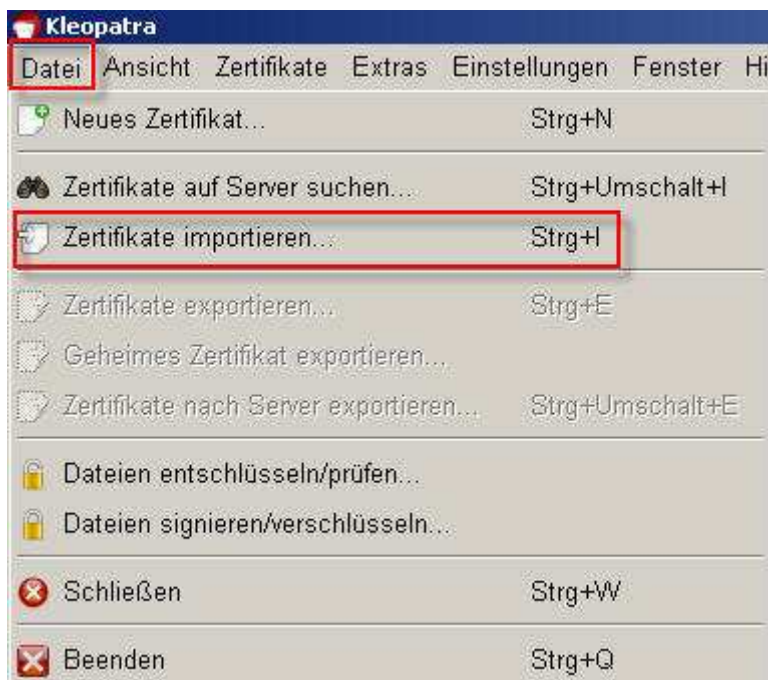 Kleopatra
Datei Ansicht Zertifikate Extras Einstellungen Fenster Hi
Neues Zertifikat... Strg+N
Zertifikate auf Server suchen... Strg+Umschalt+I
Zertifikate importieren... Strg+I
Zertifikate exportieren... Strg+E
Geheimes Zertifikat exportieren...
Zertifikate nach Server exportieren... Strg+Umschalt+E
Dateien entschlüsseln/prüfen...
Dateien signieren/verschlüsseln...
Schließen Strg+W
Beenden Strg+Q